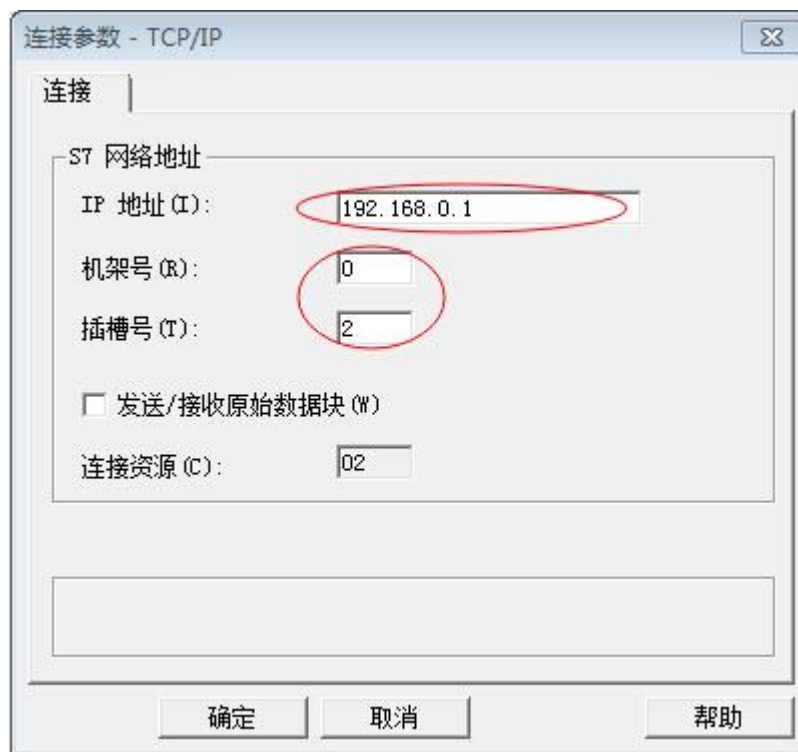 连接参数 - TCP/IP
连接
S7 网络地址
IP 地址(I): 192.168.0.1
机架号(R): 0
插槽号(T): 2
发送/接收原始数据块(W)
连接资源(C): 02
确定 取消 帮助